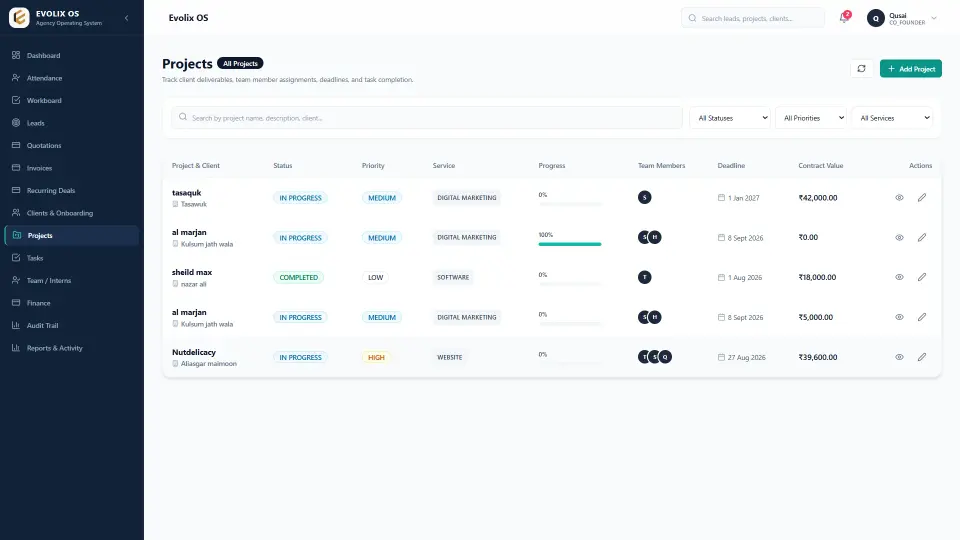 EVOLIX OS
Agency Operating System
Dashboard
Attendance
Workboard
Leads
Quotations
Invoices
Recurring Deals
Clients & Onboarding
Projects
Tasks
Team / Interns
Finance
Audit Trail
Reports & Activity
Evolix OS
Search leads, projects, clients...
2
Q
Qusai
CO_FOUNDER
Projects All Projects
Track client deliverables, team member assignments, deadlines, and task completion.
+ Add Project
Search by project name, description, client...
All Statuses
All Priorities
All Services
Project & Client Status Priority Service Progress Team Members Deadline Contract Value Actions
tasaquk
Tasawuk
IN PROGRESS MEDIUM DIGITAL MARKETING 0% S 1 Jan 2027 ₹42,000.00
al marjan
Kulsum jath wala
IN PROGRESS MEDIUM DIGITAL MARKETING 100% S H 8 Sept 2026 ₹0.00
sheild max
nazar ali
COMPLETED LOW SOFTWARE 0% T 1 Aug 2026 ₹18,000.00
al marjan
Kulsum jath wala
IN PROGRESS MEDIUM DIGITAL MARKETING 0% S H 8 Sept 2026 ₹5,000.00
Nutdelicacy
Aliasgar maimoon
IN PROGRESS HIGH WEBSITE 0% T S Q 27 Aug 2026 ₹39,600.00